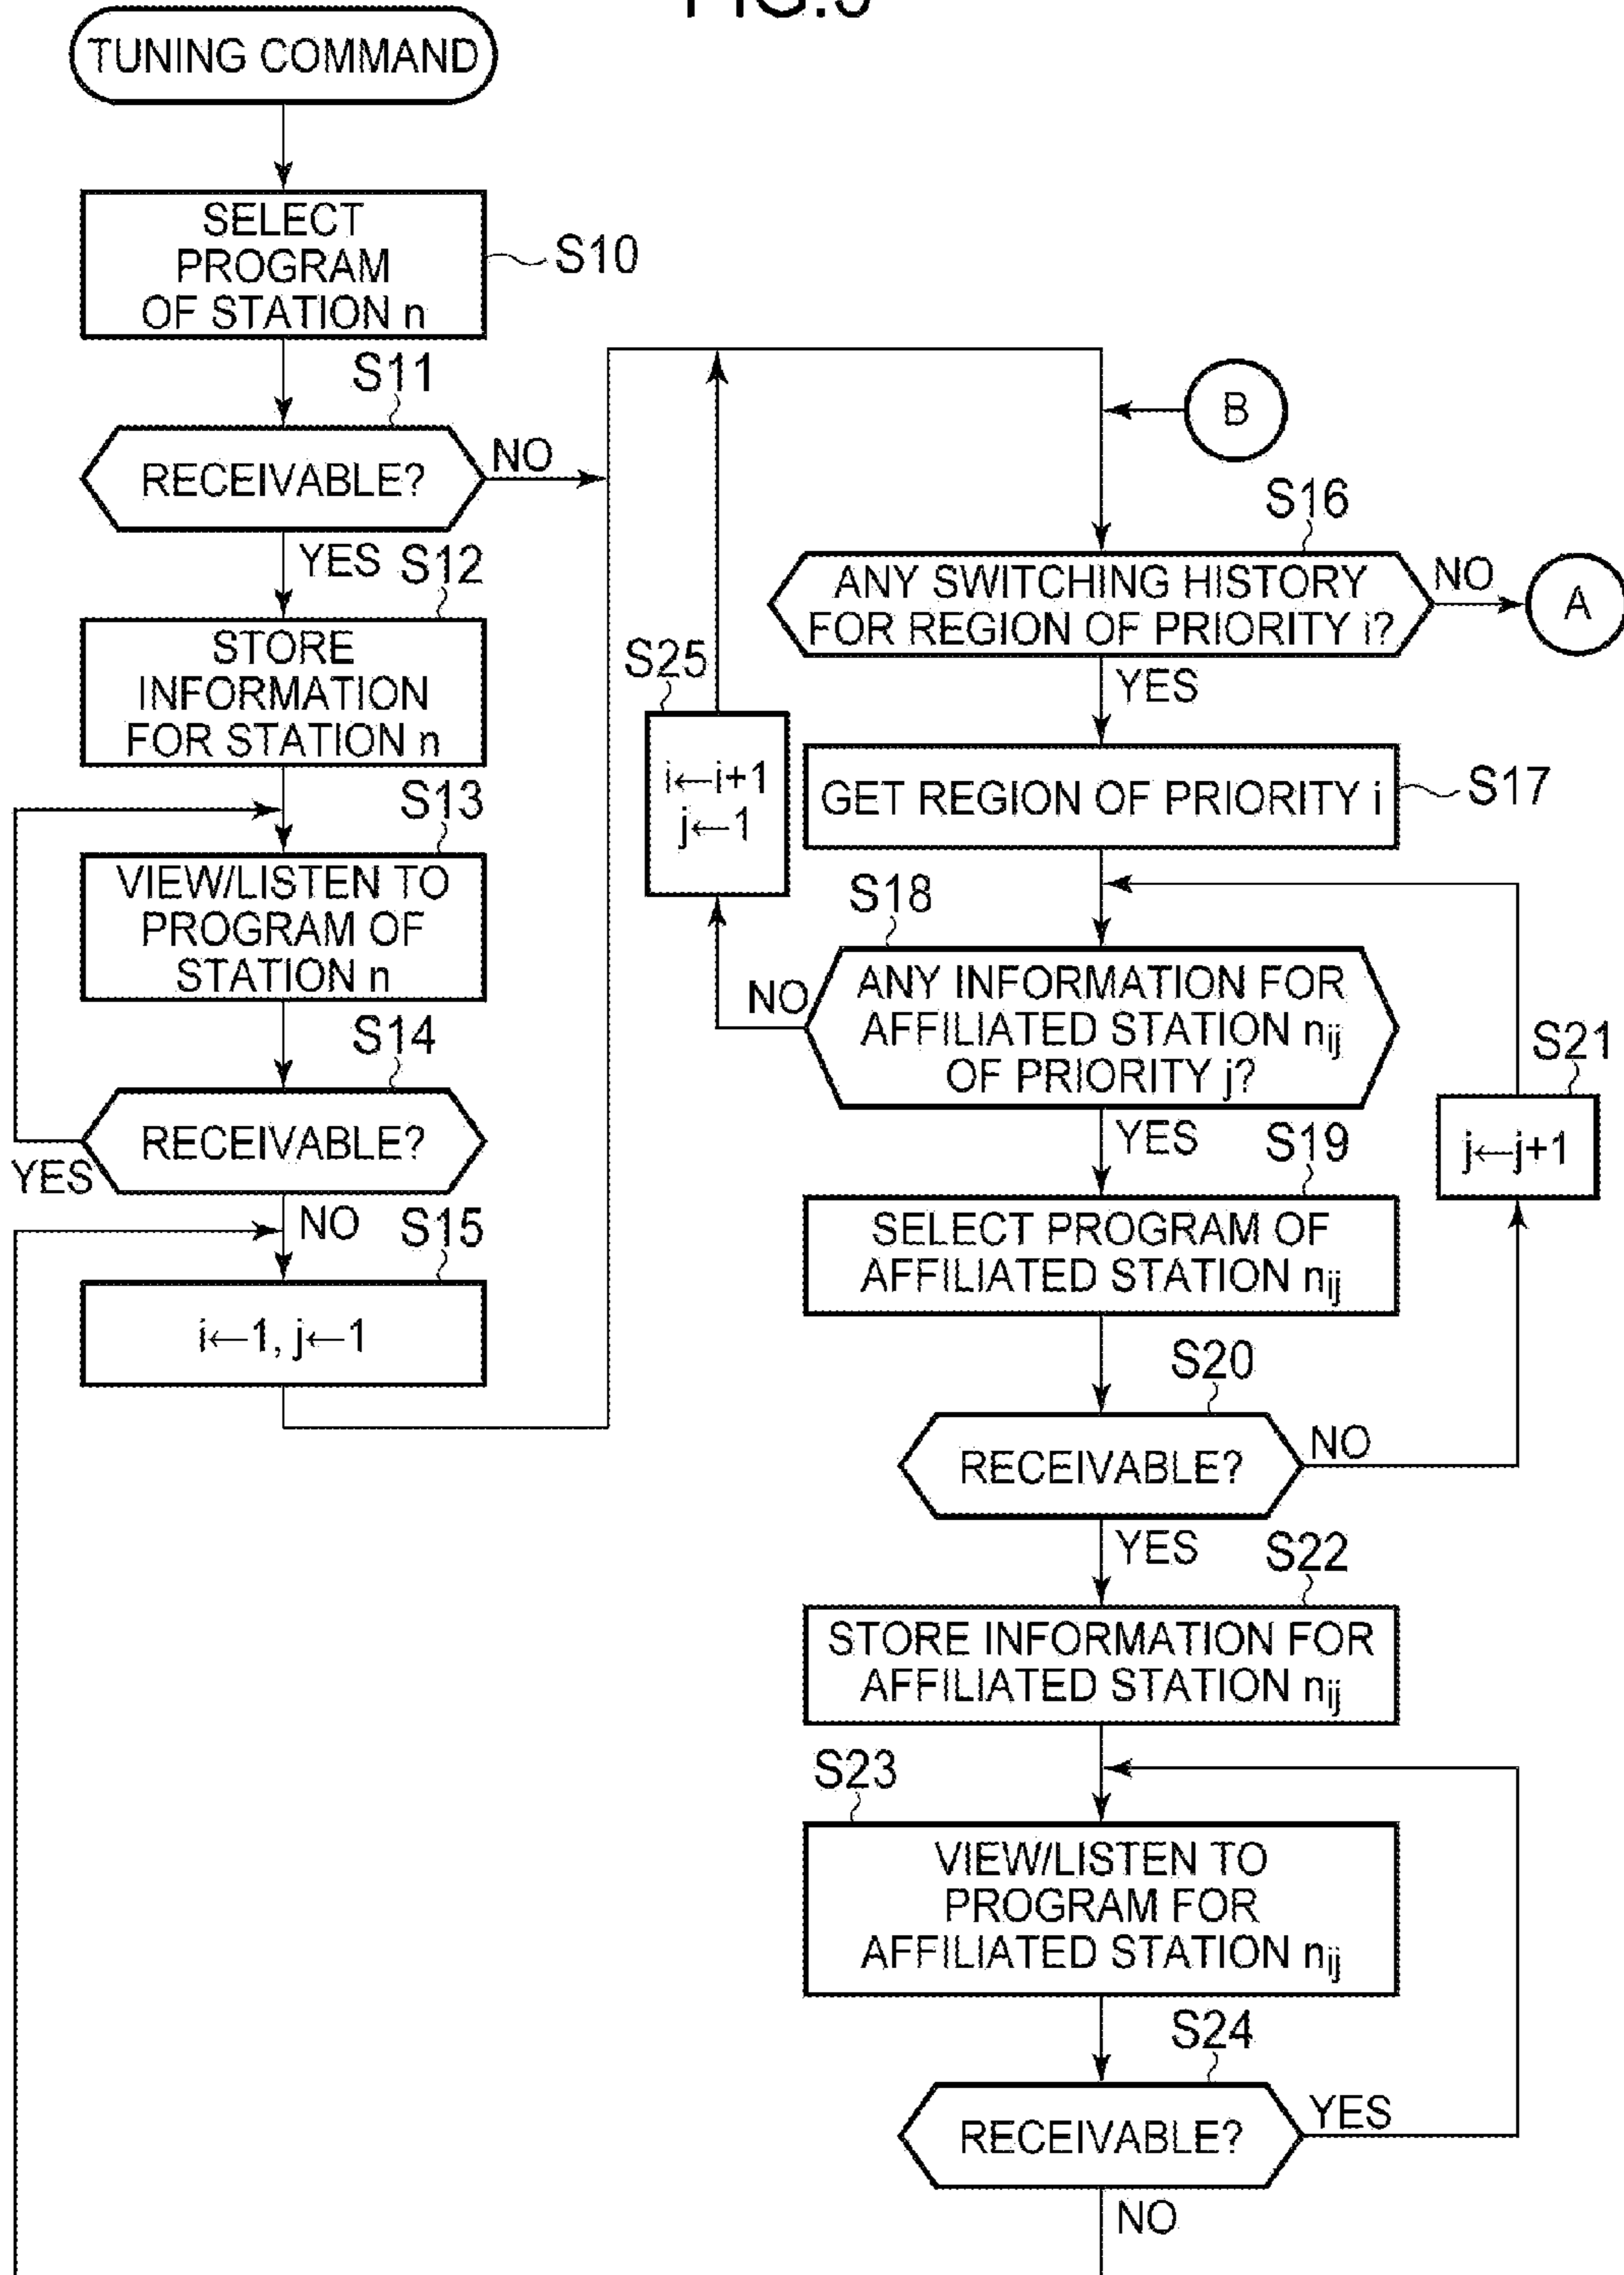 FIG.5
TUNING COMMAND
SELECT
PROGRAM
OF STATION n
S10
S11
RECEIVABLE?
NO
YES
S12
STORE
INFORMATION
FOR STATION n
S13
VIEW/LISTEN TO
PROGRAM OF
STATION n
S14
RECEIVABLE?
YES
NO
S15
i←1, j←1
B
S16
ANY SWITCHING HISTORY
FOR REGION OF PRIORITY i?
NO
A
YES
S25
i←i+1
j←1
GET REGION OF PRIORITY i
S17
S18
ANY INFORMATION FOR
AFFILIATED STATION nij
OF PRIORITY j?
NO
YES
S21
j←j+1
S19
SELECT PROGRAM OF
AFFILIATED STATION nij
S20
RECEIVABLE?
NO
YES
S22
STORE INFORMATION FOR
AFFILIATED STATION nij
S23
VIEW/LISTEN TO
PROGRAM FOR
AFFILIATED STATION nij
S24
RECEIVABLE?
YES
NO